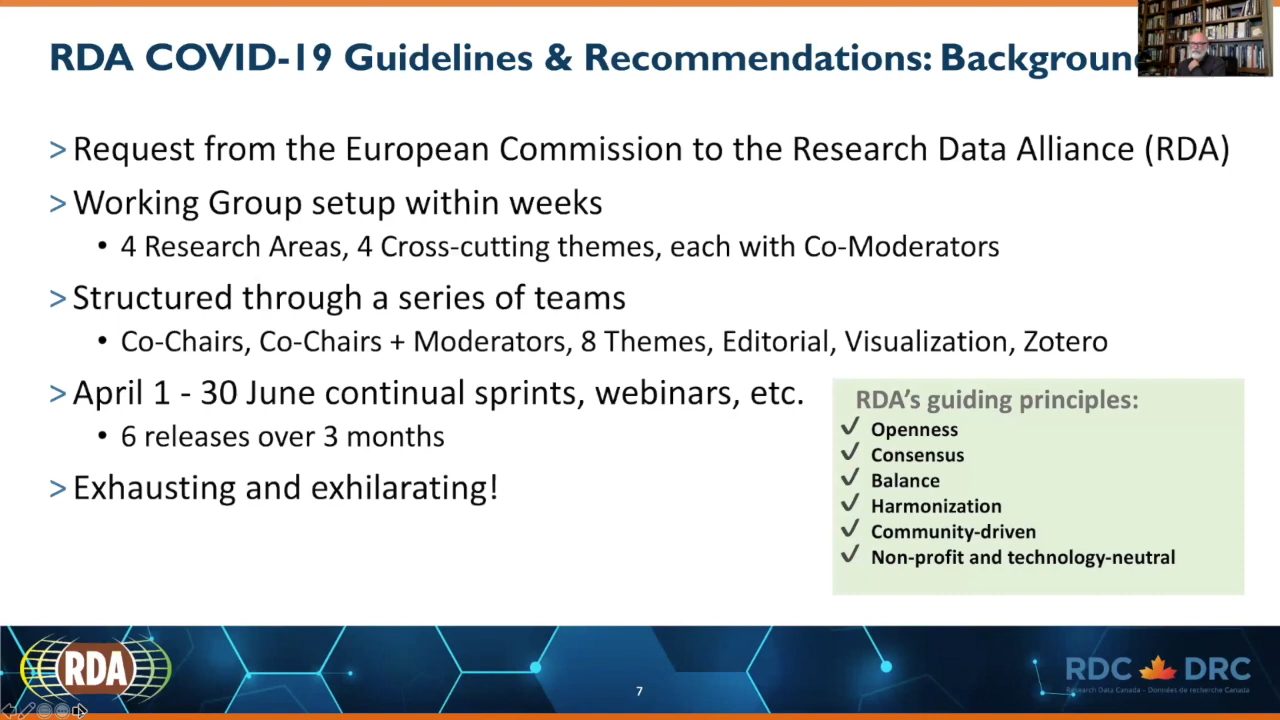 RDA COVID-19 Guidelines & Recommendations: Background
> Request from the European Commission to the Research Data Alliance (RDA)
> Working Group setup within weeks
• 4 Research Areas, 4 Cross-cutting themes, each with Co-Moderators
> Structured through a series of teams
• Co-Chairs, Co-Chairs + Moderators, 8 Themes, Editorial, Visualization, Zotero
> April 1 - 30 June continual sprints, webinars, etc.
• 6 releases over 3 months
> Exhausting and exhilarating!
RDA's guiding principles:
✓ Openness
✓ Consensus
✓ Balance
✓ Harmonization
✓ Community-driven
✓ Non-profit and technology-neutral
RDA
7
RDC DRC
Research Data Canada - Données de recherche Canada